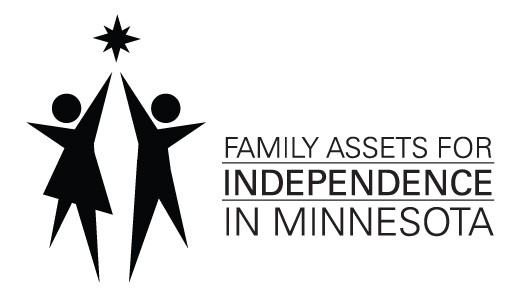 FAMILY ASSETS FOR
INDEPENDENCE
IN MINNESOTA